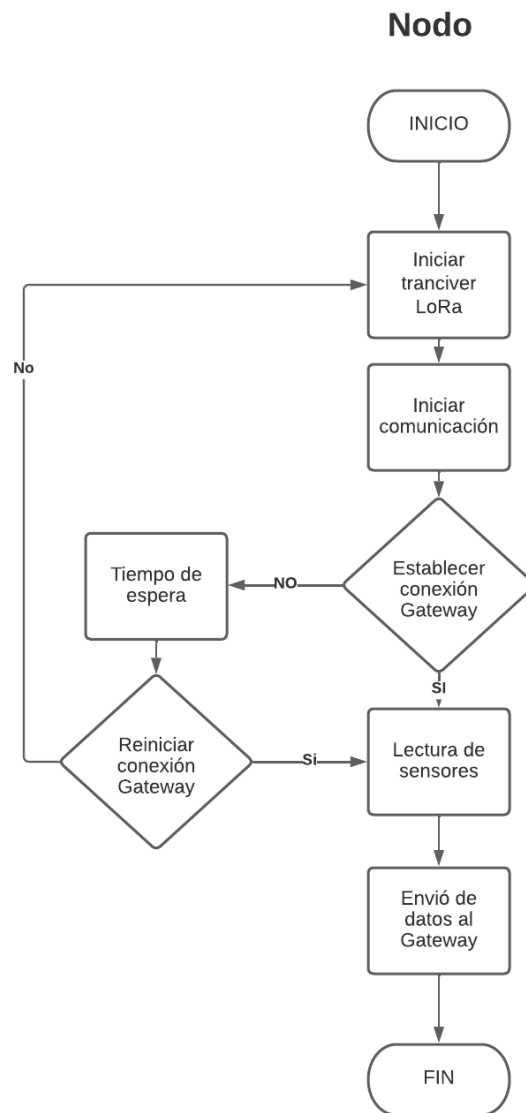 Nodo
INICIO
Iniciar
tranciver
LoRa
No
Iniciar
comunicación
Tiempo de
espera
NO
Establecer
conexión
Gateway
SI
Reiniciar
conexión
Gateway
Si
Lectura de
sensores
Envió de
datos al
Gateway
FIN